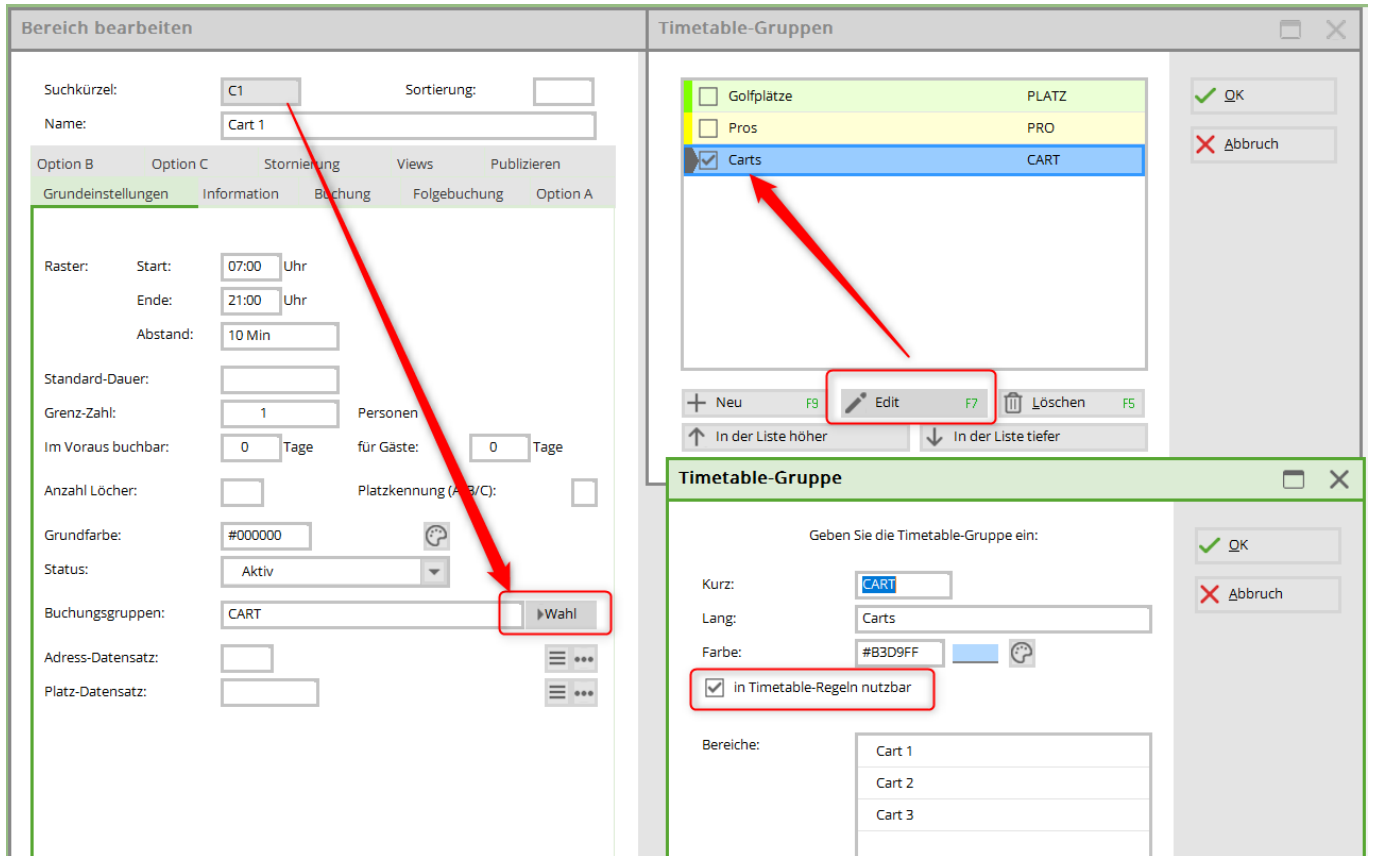 Bereich bearbeiten
Suchkürzel: C1 Sortierung:
Name: Cart 1
Option B Option C Stornierung Views Publizieren
Grundeinstellungen Information Buchung Folgebuchung Option A
Raster: Start: 07:00 Uhr
Ende: 21:00 Uhr
Abstand: 10 Min
Standard-Dauer:
Grenz-Zahl: 1 Personen
Im Voraus buchbar: 0 Tage für Gäste: 0 Tage
Anzahl Löcher: Platzkennung (A/B/C):
Grundfarbe: #000000
Status: Aktiv
Buchungsgruppen: CART Wahl
Adress-Datensatz:
Platz-Datensatz:
Timetable-Gruppen
Golfplätze PLATZ
Pros PRO
Carts CART
OK
Abbruch
Neu F9 Edit F7 Löschen F5
In der Liste höher In der Liste tiefer
Timetable-Gruppe
Geben Sie die Timetable-Gruppe ein:
Kurz: CART
Lang: Carts
Farbe: #B3D9FF
in Timetable-Regeln nutzbar
Bereiche: Cart 1
Cart 2
Cart 3
OK
Abbruch